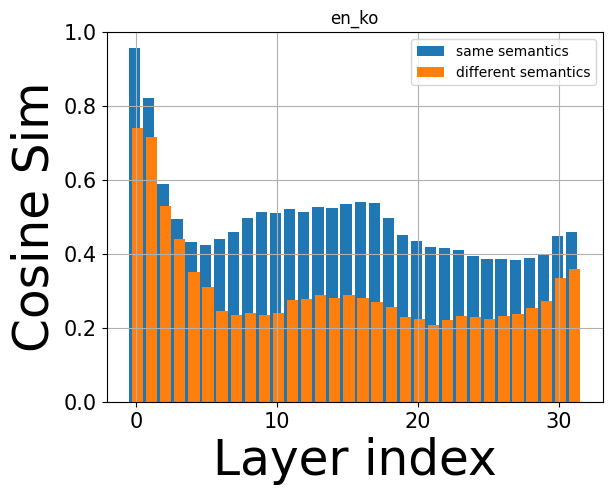 en_ko
same semantics
different semantics
Cosine Sim
1.0
0.8
0.6
0.4
0.2
0.0
0 10 20 30
Layer index